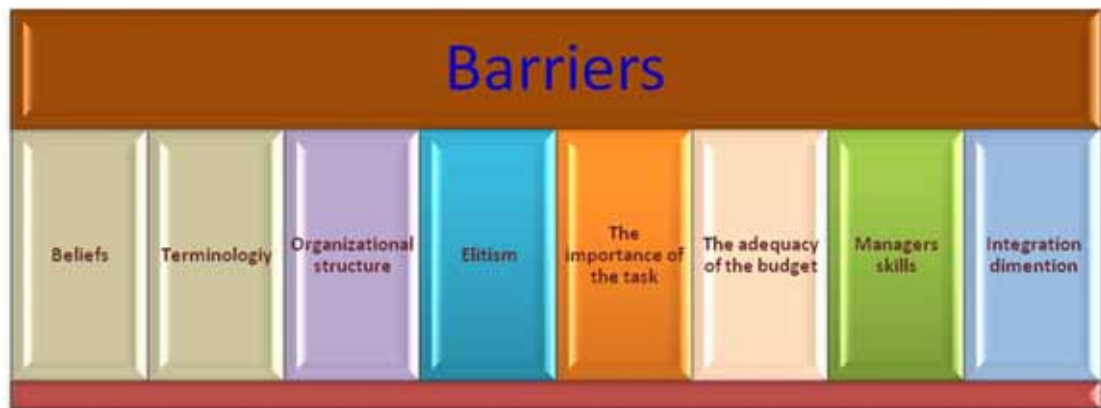 Barriers
Beliefs
Terminologiy
Organizational
structure
Elitism
The
importance of
the task
The adequacy
of the budget
Managers
skills
Integration
dimention